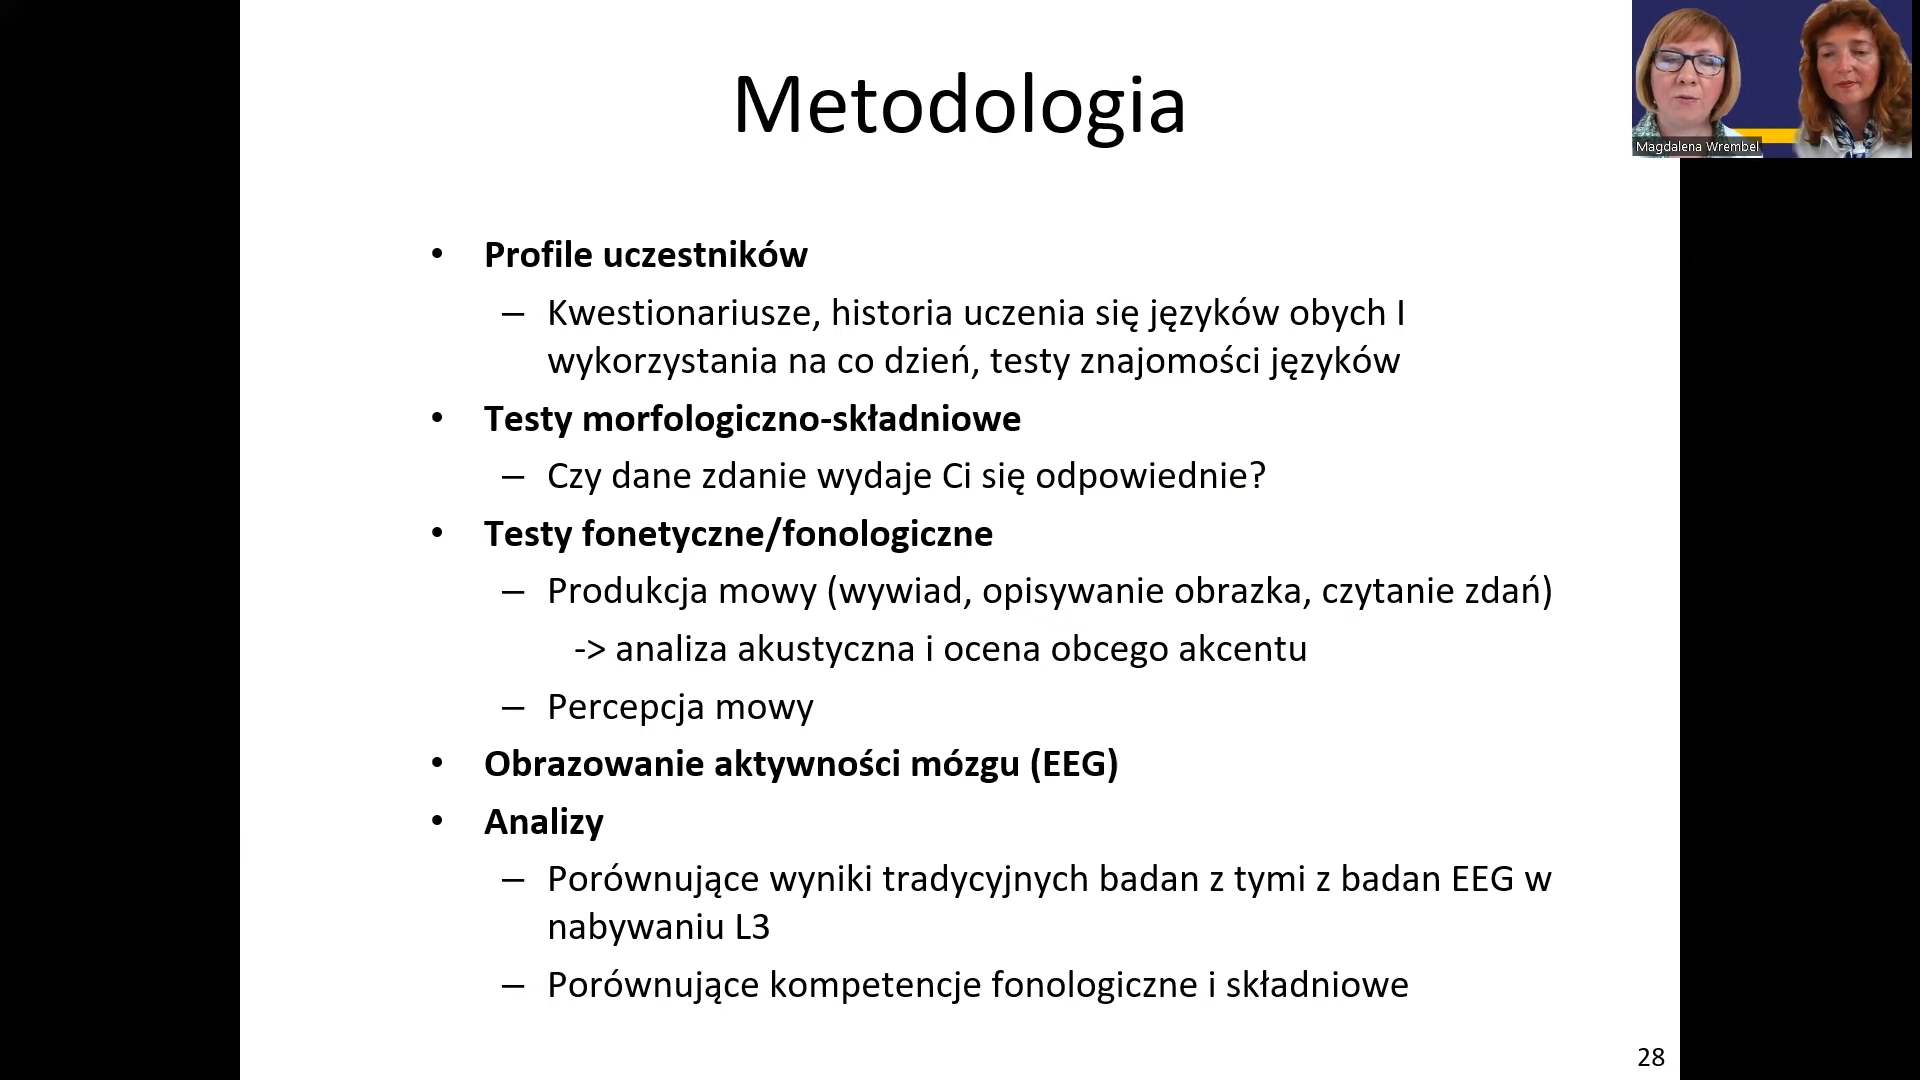 Metodologia
Magdalena Wrembel
• Profile uczestników
– Kwestionariusze, historia uczenia się języków obych I
wykorzystania na co dzień, testy znajomości języków
• Testy morfologiczno-składniowe
– Czy dane zdanie wydaje Ci się odpowiednie?
• Testy fonetyczne/fonologiczne
– Produkcja mowy (wywiad, opisywanie obrazka, czytanie zdań)
-> analiza akustyczna i ocena obcego akcentu
– Percepcja mowy
• Obrazowanie aktywności mózgu (EEG)
• Analizy
– Porównujące wyniki tradycyjnych badan z tymi z badan EEG w
nabywaniu L3
– Porównujące kompetencje fonologiczne i składniowe
28